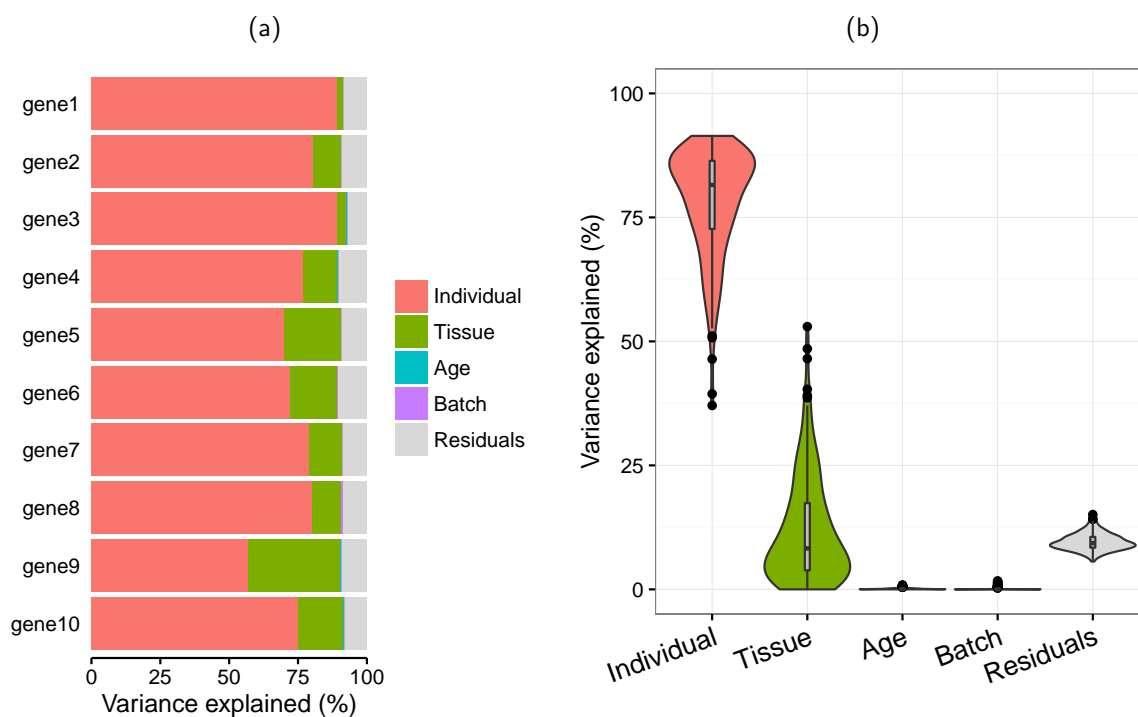 (a)
gene1
gene2
gene3
gene4
gene5
gene6
gene7
gene8
gene9
gene10
0 25 50 75 100
Variance explained (%)
Individual
Tissue
Age
Batch
Residuals
(b)
Variance explained (%)
100
75
50
25
0
Individual
Tissue
Age
Batch
Residuals